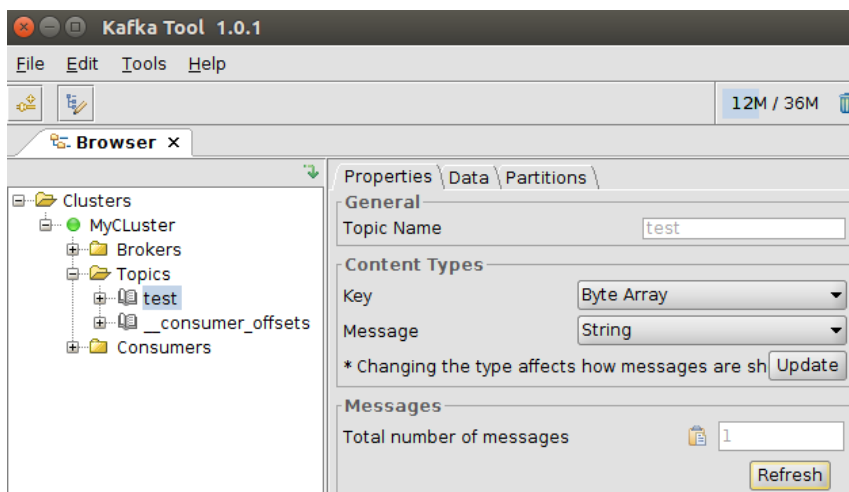 Kafka Tool 1.0.1
File Edit Tools Help
12M / 36M
Browser X
Clusters
MyCLuster
Brokers
Topics
test
__consumer_offsets
Consumers
Properties Data Partitions
General
Topic Name test
Content Types
Key Byte Array
Message String
* Changing the type affects how messages are sh Update
Messages
Total number of messages 1
Refresh